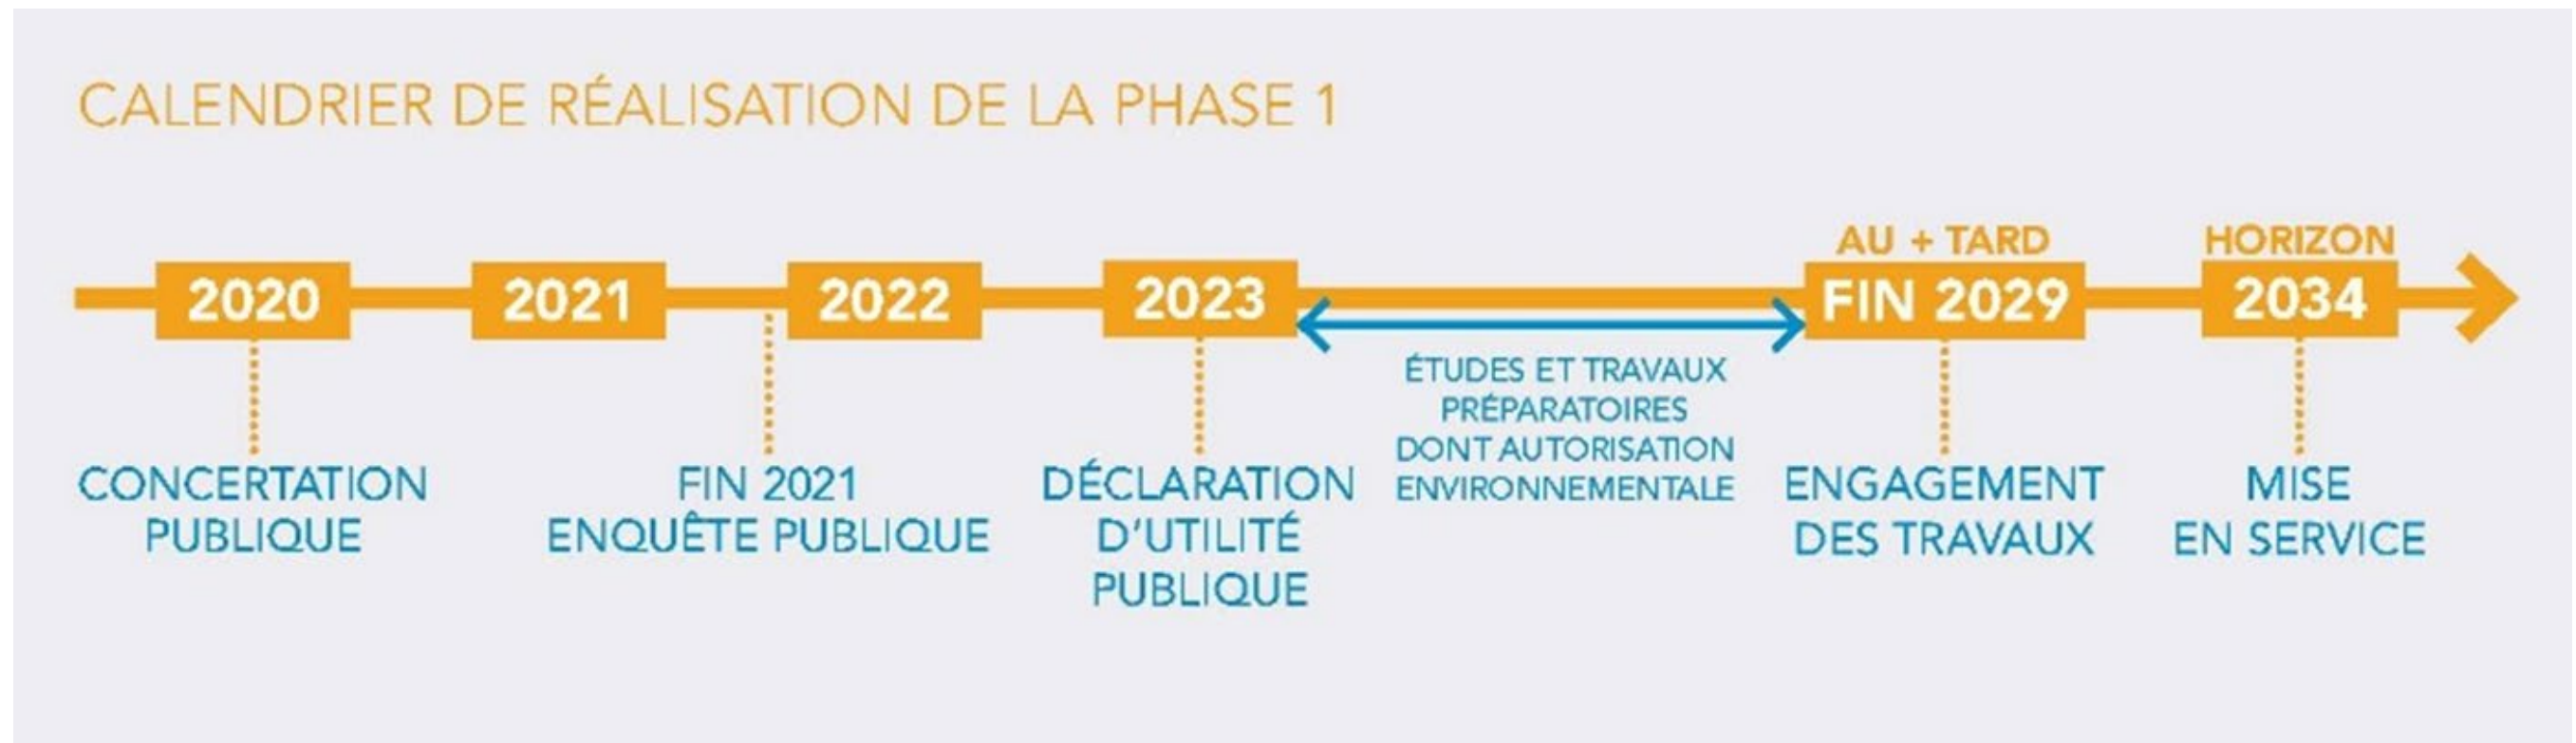 CALENDRIER DE RÉALISATION DE LA PHASE 1
AU + TARD
HORIZON
2020
2021
2022
2023
FIN 2029
2034
ÉTUDES ET TRAVAUX
PRÉPARATOIRES
DONT AUTORISATION
ENVIRONNEMENTALE
CONCERTATION
PUBLIQUE
FIN 2021
ENQUÊTE PUBLIQUE
DÉCLARATION
D'UTILITÉ
PUBLIQUE
ENGAGEMENT
DES TRAVAUX
MISE
EN SERVICE